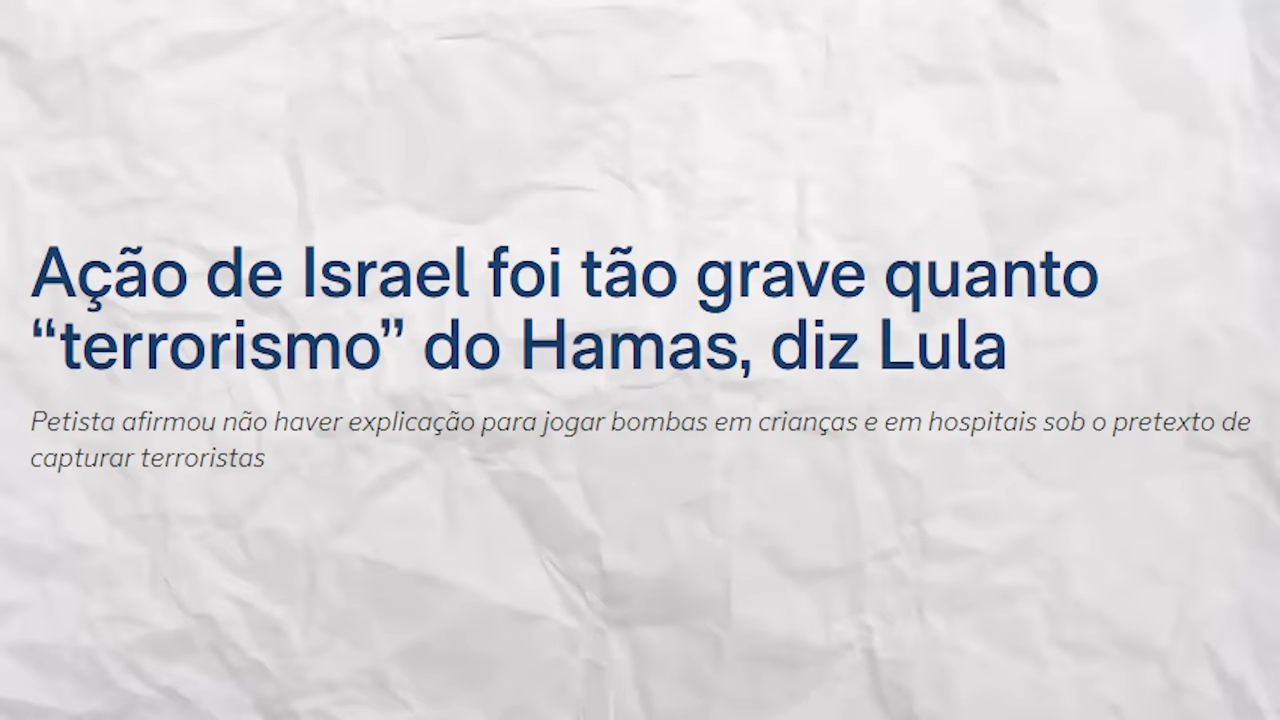 Ação de Israel foi tão grave quanto
“terrorismo” do Hamas, diz Lula
Petista afirmou não haver explicação para jogar bombas em crianças e em hospitais sob o pretexto de
capturar terroristas